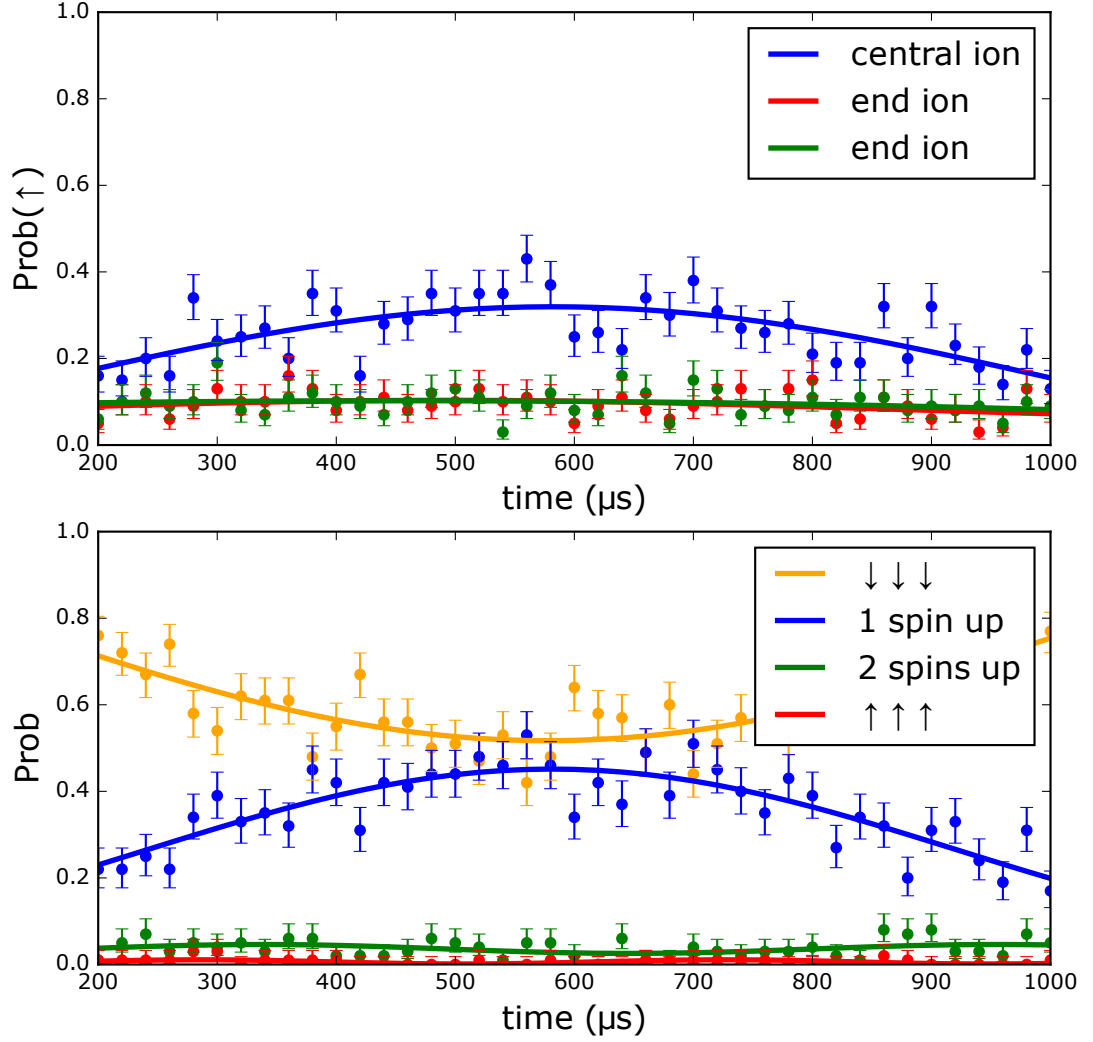 1.0
0.8
0.6
0.4
0.2
0.0
Prob(↑)
central ion
end ion
end ion
200 300 400 500 600 700 800 900 1000
time (μs)
1.0
0.8
0.6
0.4
0.2
0.0
Prob
↓ ↓ ↓
1 spin up
2 spins up
↑ ↑ ↑
200 300 400 500 600 700 800 900 1000
time (μs)